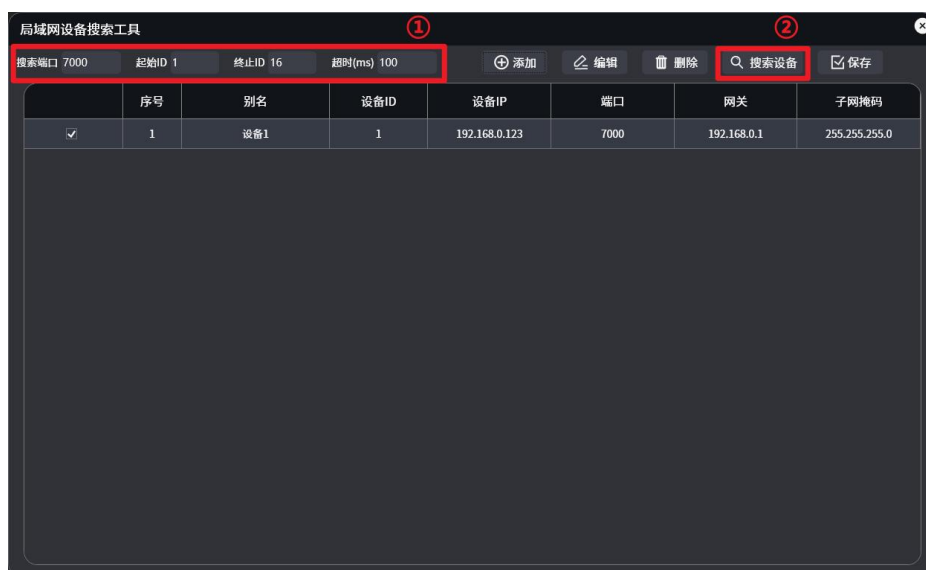 局域网设备搜索工具 ① ②
搜索端口 7000 起始ID 1 终止ID 16 超时(ms) 100 添加 编辑 删除 搜索设备 保存
序号 别名 设备ID 设备IP 端口 网关 子网掩码
1 设备1 1 192.168.0.123 7000 192.168.0.1 255.255.255.0